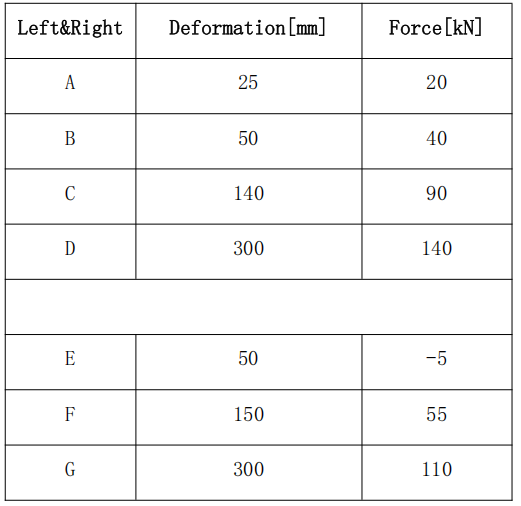 Left&Right Deformation[mm] Force[kN]
A 25 20
B 50 40
C 140 90
D 300 140
E 50 -5
F 150 55
G 300 110